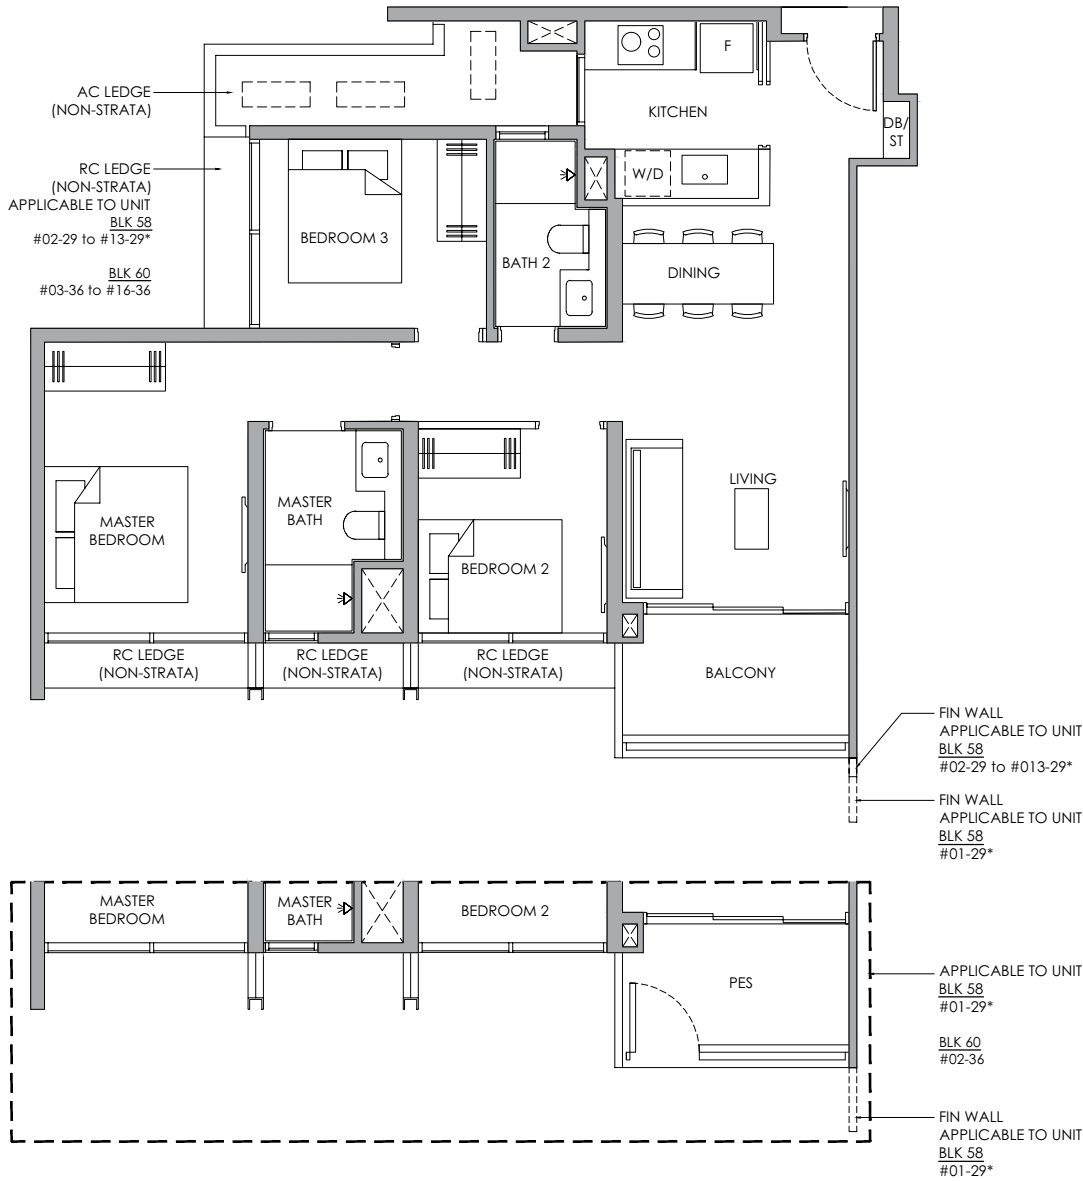 F
AC LEDGE
(NON-STRATA)
KITCHEN
DB/
ST
RC LEDGE
(NON-STRATA)
APPLICABLE TO UNIT
BLK 58
#02-29 to #13-29*
BLK 60
#03-36 to #16-36
W/D
BEDROOM 3
BATH 2
DINING
LIVING
MASTER
BEDROOM
MASTER
BATH
BEDROOM 2
RC LEDGE
(NON-STRATA)
RC LEDGE
(NON-STRATA)
RC LEDGE
(NON-STRATA)
BALCONY
FIN WALL
APPLICABLE TO UNIT
BLK 58
#02-29 to #013-29*
FIN WALL
APPLICABLE TO UNIT
BLK 58
#01-29*
MASTER
BEDROOM
MASTER
BATH
BEDROOM 2
PES
APPLICABLE TO UNIT
BLK 58
#01-29*
BLK 60
#02-36
FIN WALL
APPLICABLE TO UNIT
BLK 58
#01-29*